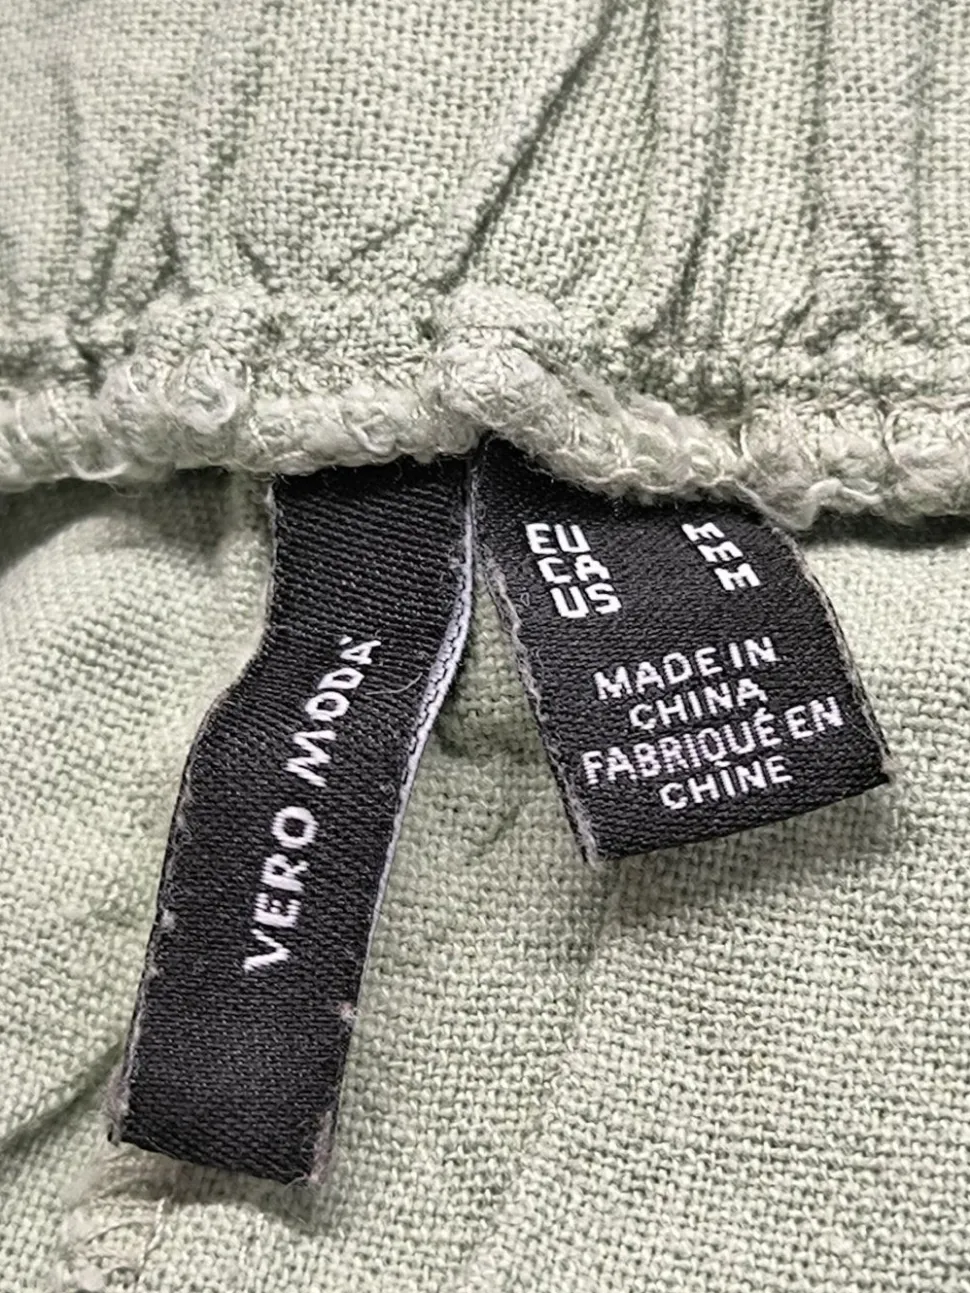 VERO MODA
EU M
CA M
US M
MADE IN
CHINA
FABRIQUÉ EN
CHINE